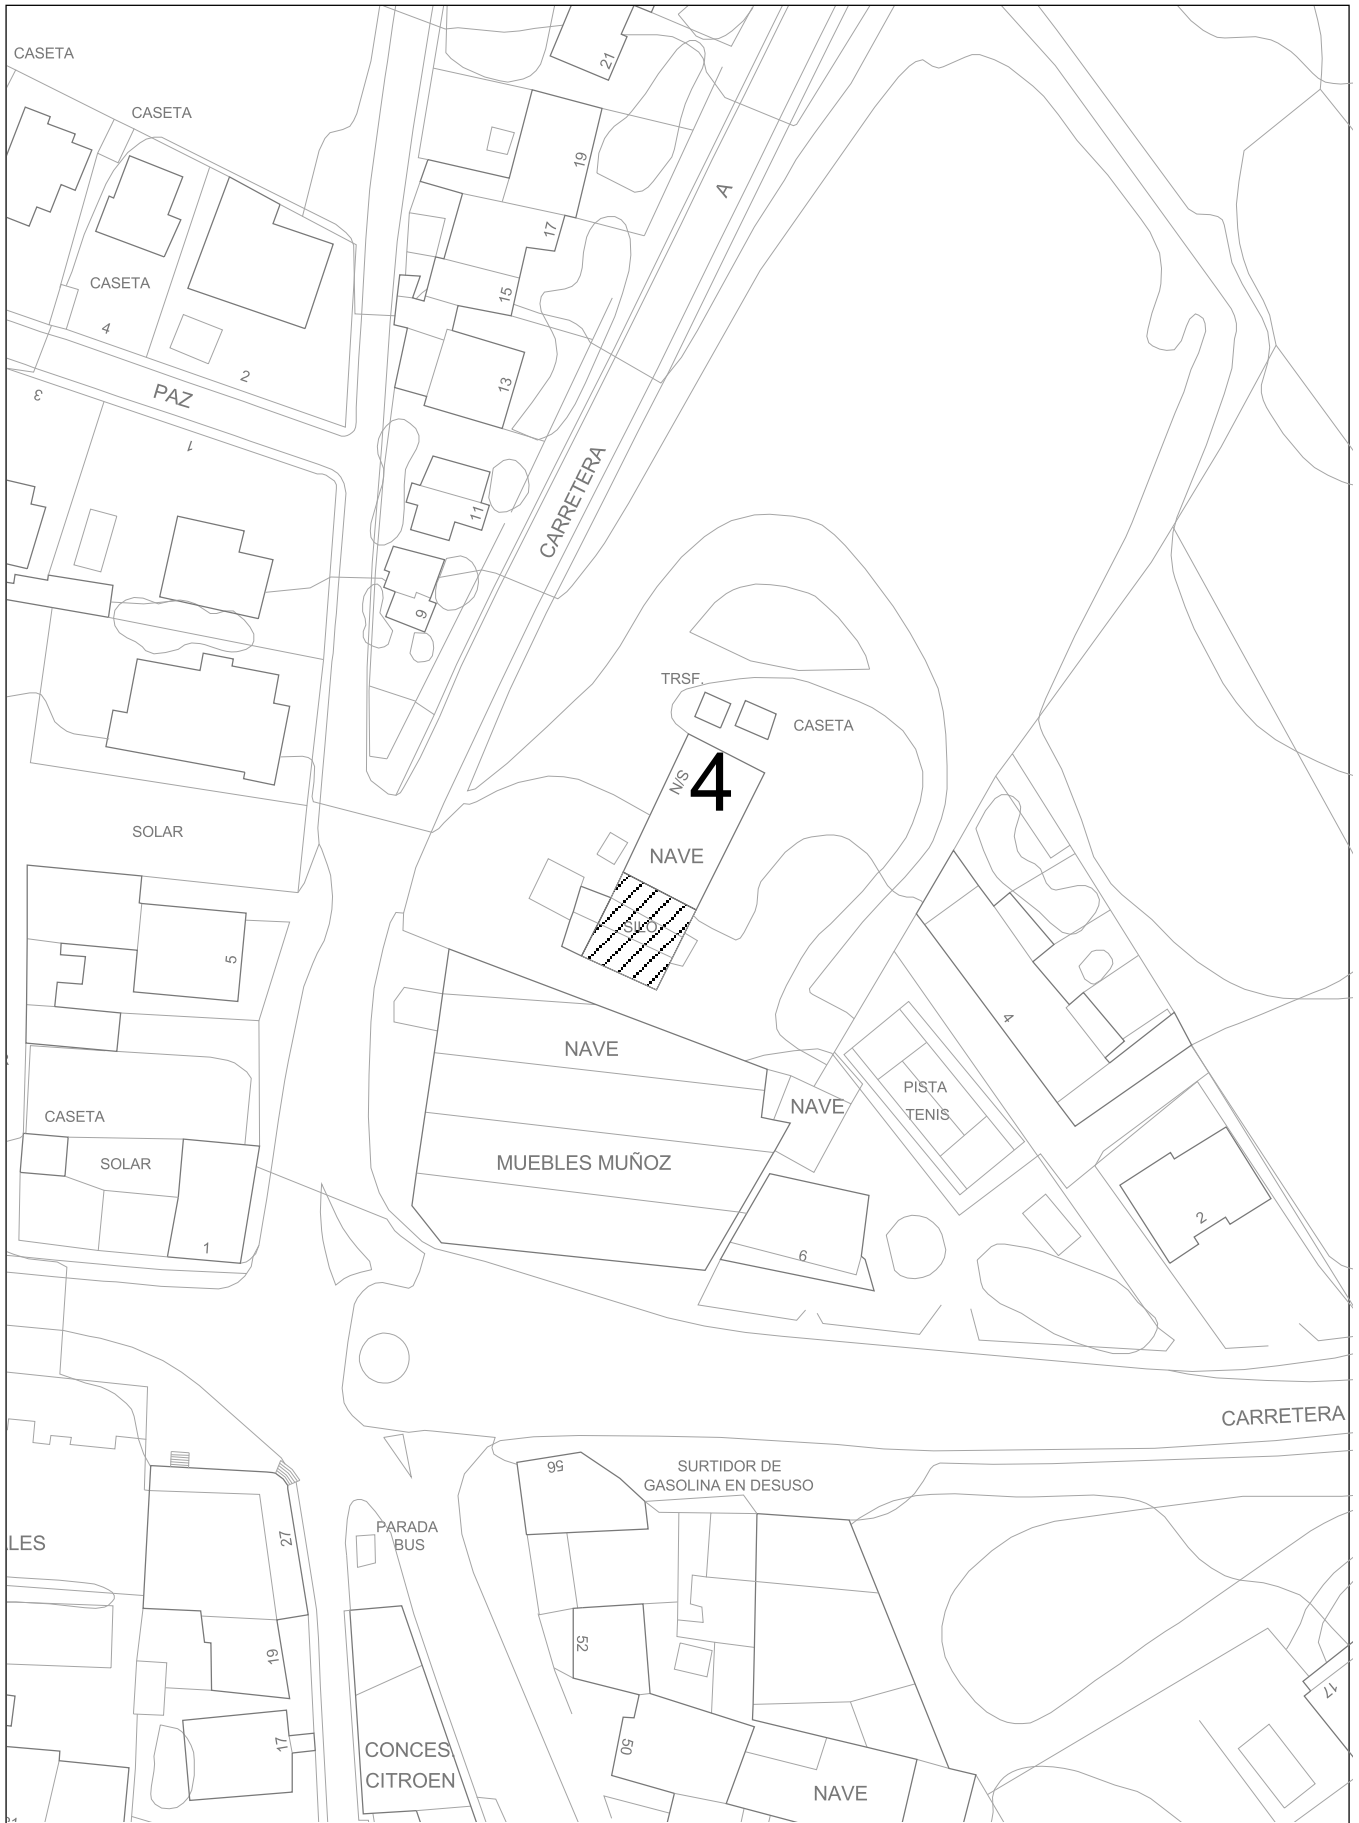 CASETA
21
CASETA
19
A
17
CASETA
15
4
2
13
PAZ
3
1
CARRETERA
11
9
TRSF.
CASETA
N/S
4
SOLAR
NAVE
SILO
5
4
NAVE
PISTA
TENIS
NAVE
CASETA
SOLAR
MUEBLES MUÑOZ
2
1
6
CARRETERA
56
SURTIDOR DE
GASOLINA EN DESUSO
PARADA
BUS
27
LES
52
19
17
17
50
CONCES.
CITROEN
NAVE